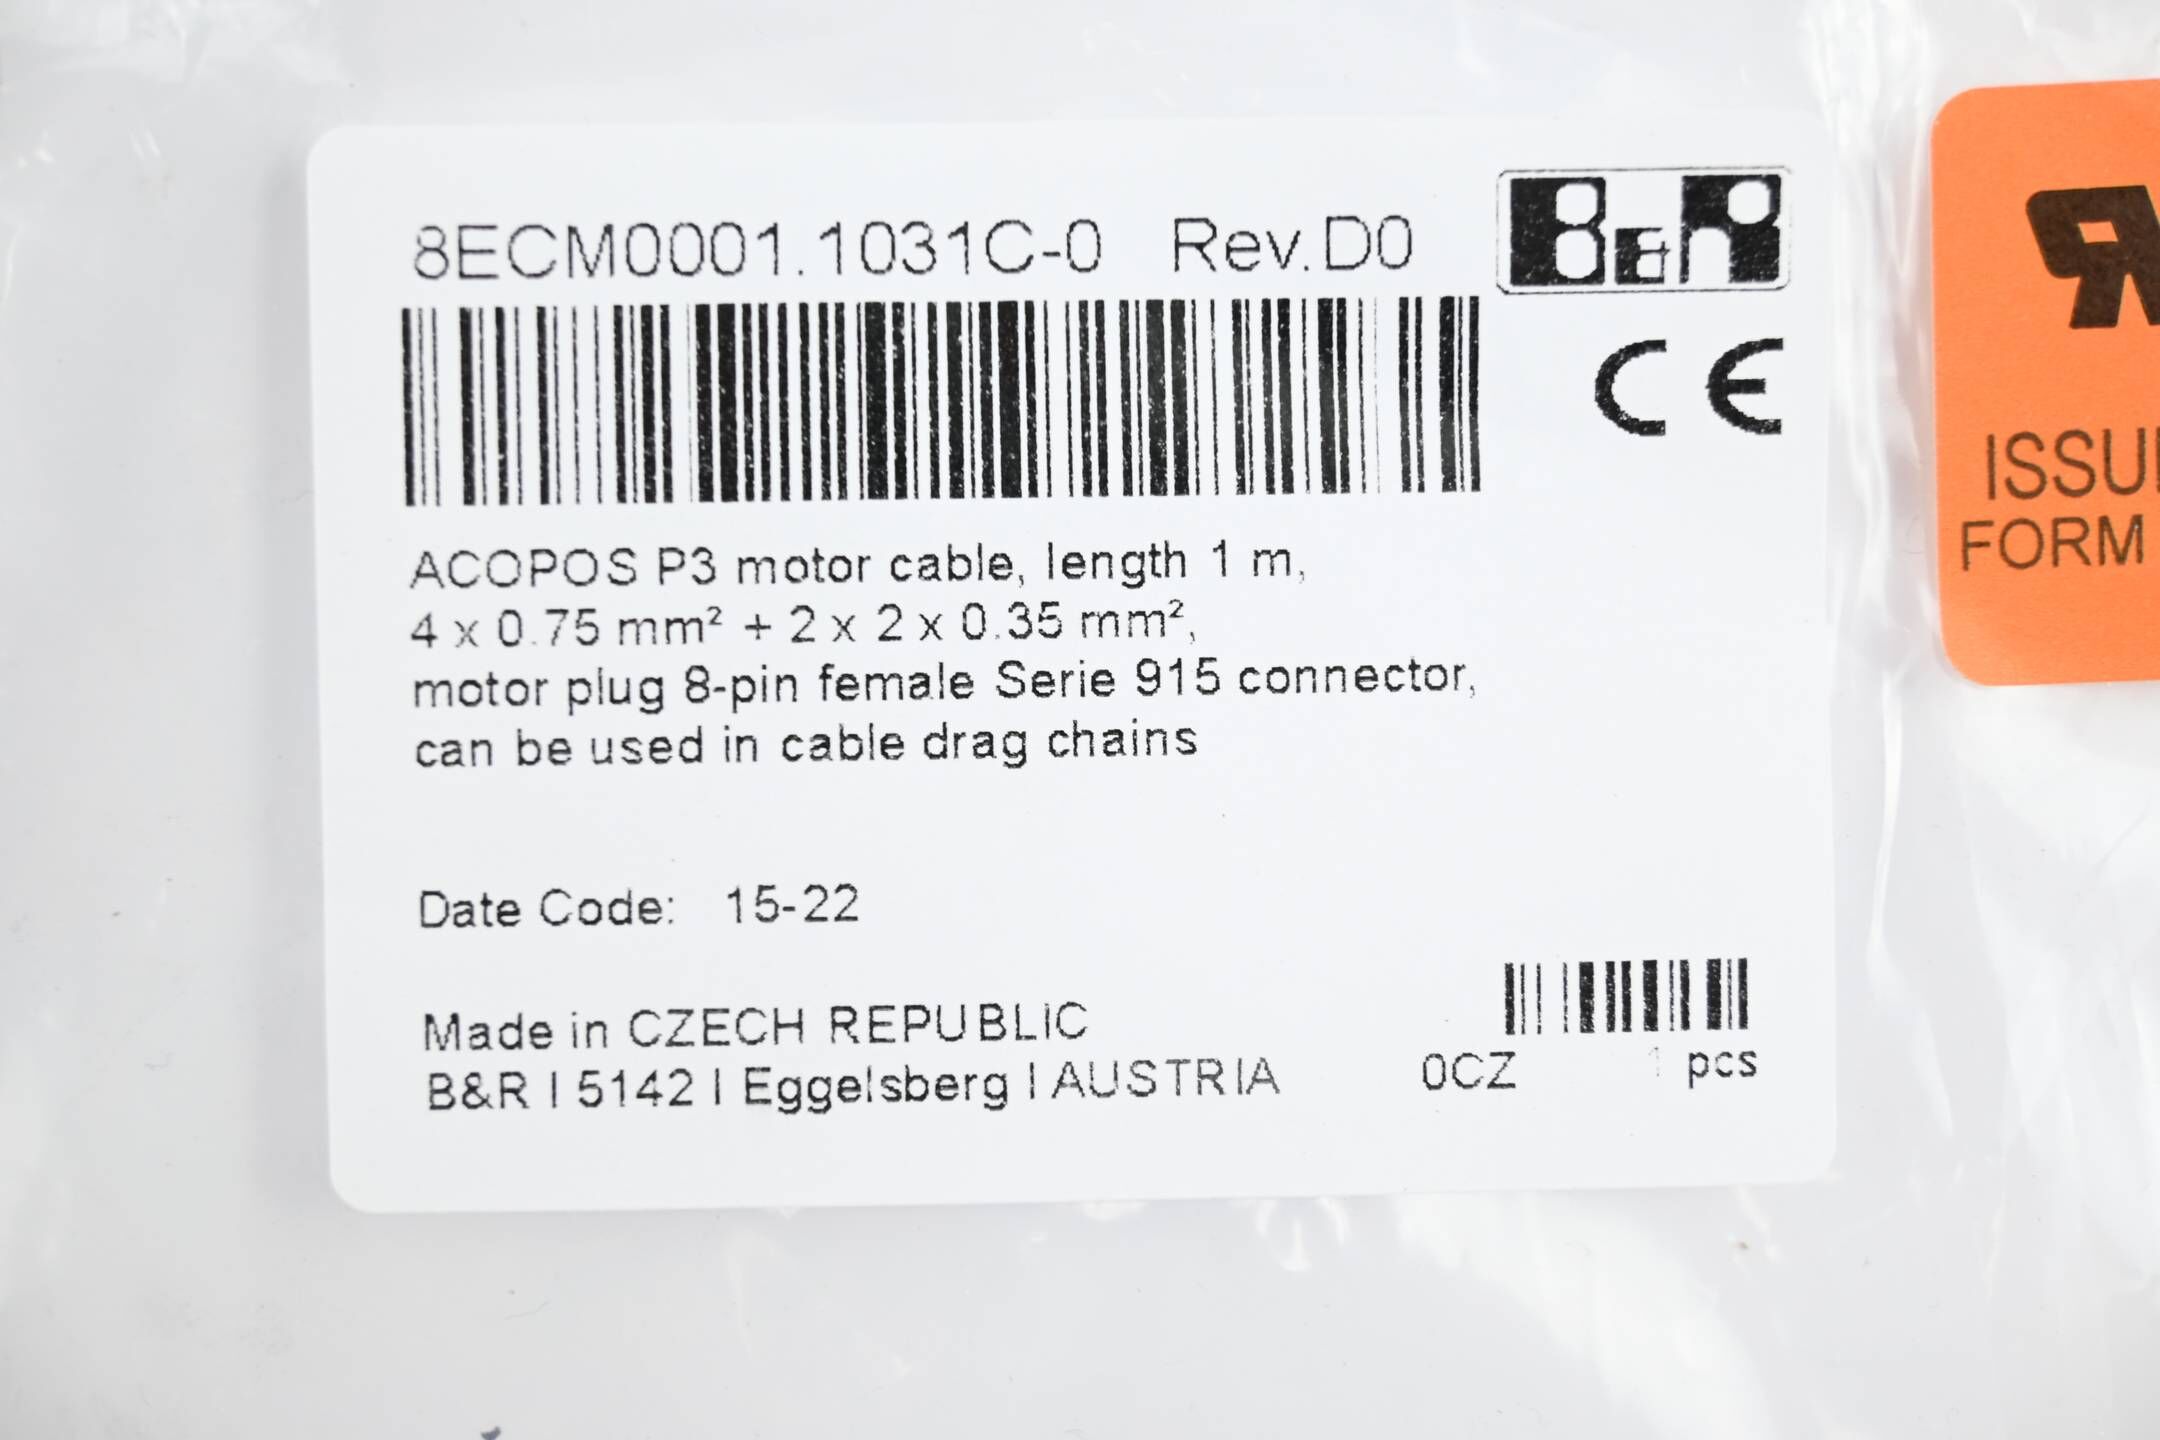 8ECM0001.1031C-0 Rev.D0
B&R
CE
ACOPOS P3 motor cable, length 1 m,
4 x 0.75 mm² + 2 x 2 x 0.35 mm²,
motor plug 8-pin female Serie 915 connector,
can be used in cable drag chains
Date Code: 15-22
Made in CZECH REPUBLIC
B&R | 5142 | Eggelsberg | AUSTRIA
0CZ 1 pcs
FORM